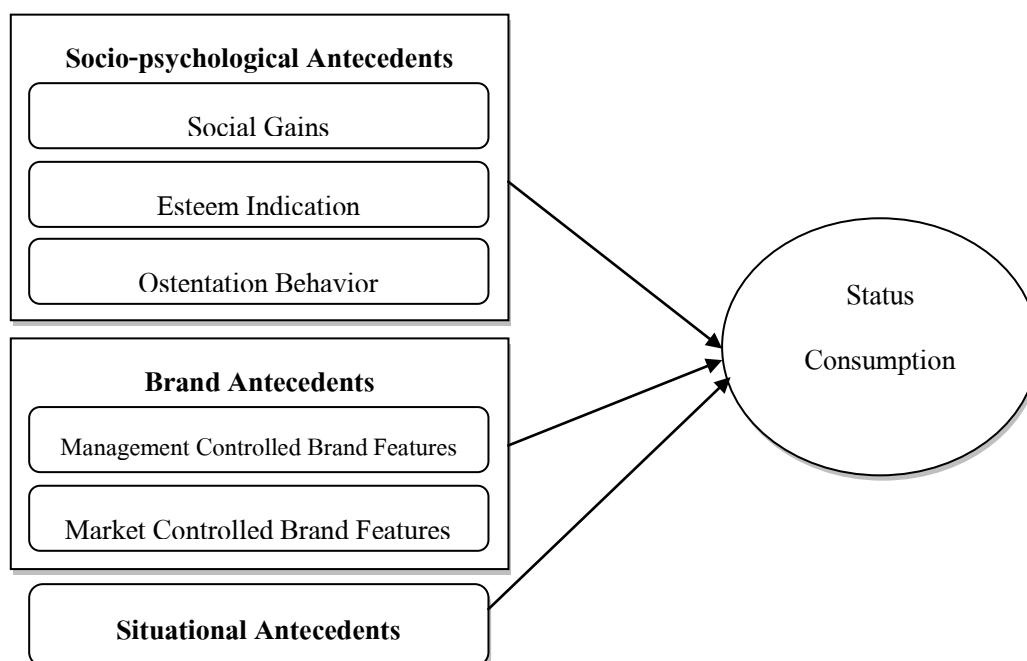 Socio-psychological Antecedents
Social Gains
Esteem Indication
Ostentation Behavior
Brand Antecedents
Management Controlled Brand Features
Market Controlled Brand Features
Situational Antecedents
Status
Consumption